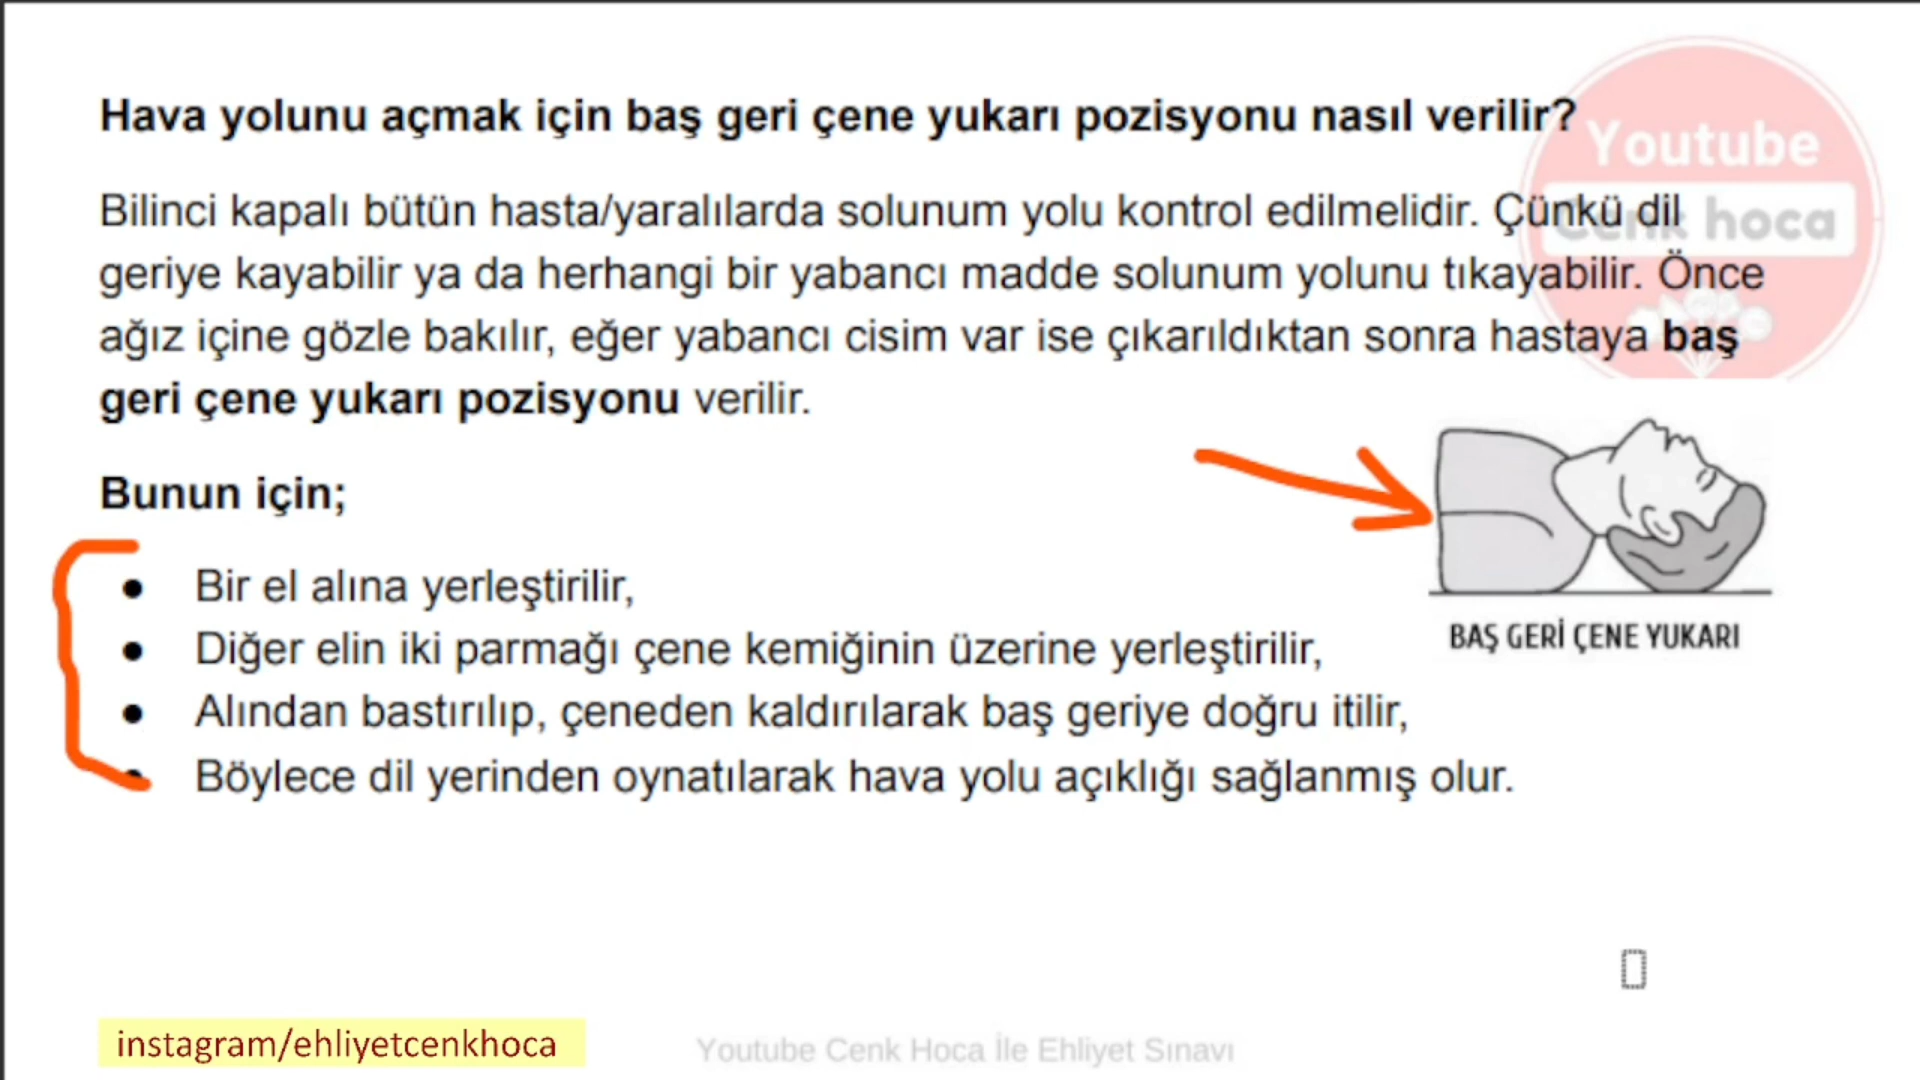 Hava yolunu açmak için baş geri çene yukarı pozisyonu nasıl verilir?
Youtube
Cenk hoca
Bilinci kapalı bütün hasta/yaralılarda solunum yolu kontrol edilmelidir. Çünkü dil
geriye kayabilir ya da herhangi bir yabancı madde solunum yolunu tıkayabilir. Önce
ağız içine gözle bakılır, eğer yabancı cisim var ise çıkarıldıktan sonra hastaya baş
geri çene yukarı pozisyonu verilir.
Bunun için;
● Bir el alına yerleştirilir,
● Diğer elin iki parmağı çene kemiğinin üzerine yerleştirilir,
● Alından bastırılıp, çeneden kaldırılarak baş geriye doğru itilir,
● Böylece dil yerinden oynatılarak hava yolu açıklığı sağlanmış olur.
BAŞ GERİ ÇENE YUKARI
instagram/ehliyetcenkhoca
Youtube Cenk Hoca İle Ehliyet Sınavı